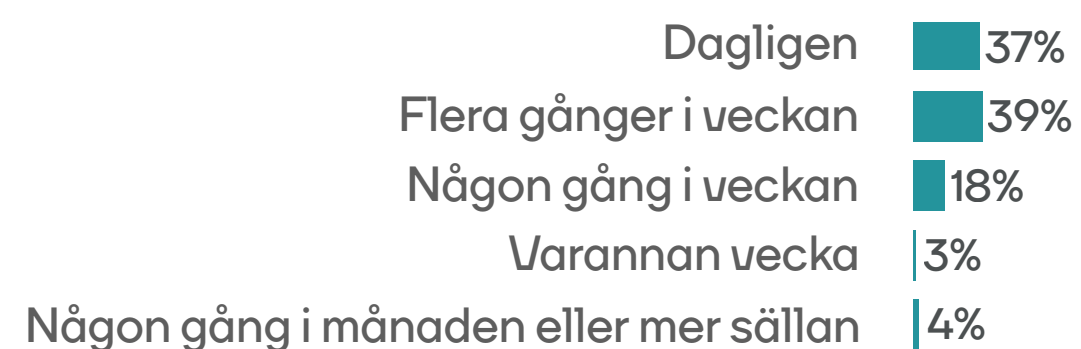 Dagligen 37%
Flera gånger i veckan 39%
Någon gång i veckan 18%
Varannan vecka 3%
Någon gång i månaden eller mer sällan 4%